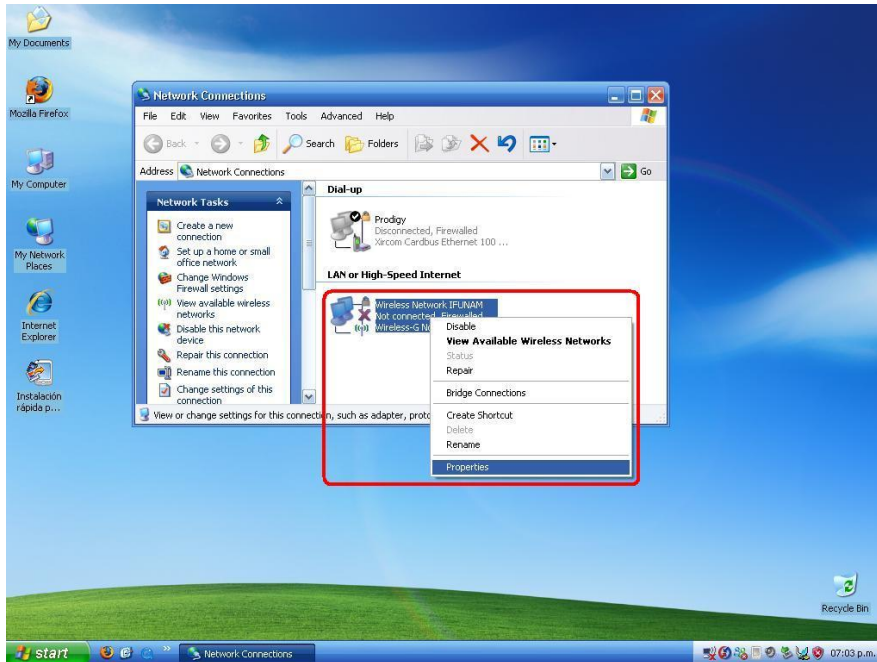 My Documents
Mozilla Firefox
My Computer
My Network
Places
Internet
Explorer
Instalación
rápida p...
Network Connections
File Edit View Favorites Tools Advanced Help
Back Search Folders
Address Network Connections Go
Network Tasks
Create a new
connection
Set up a home or small
office network
Change Windows
Firewall settings
View available wireless
networks
Disable this network
device
Repair this connection
Rename this connection
Change settings of this
connection
Dial-up
Prodigy
Disconnected, Firewalled
Xircom Cardbus Ethernet 100 ...
LAN or High-Speed Internet
Wireless Network IFUNAM
Not connected, Firewalled
Wireless-G
Disable
View Available Wireless Networks
Status
Repair
Bridge Connections
Create Shortcut
Delete
Rename
Properties
View or change settings for this connection, such as adapter,
Recycle Bin
start Network Connections 07:03 p.m.